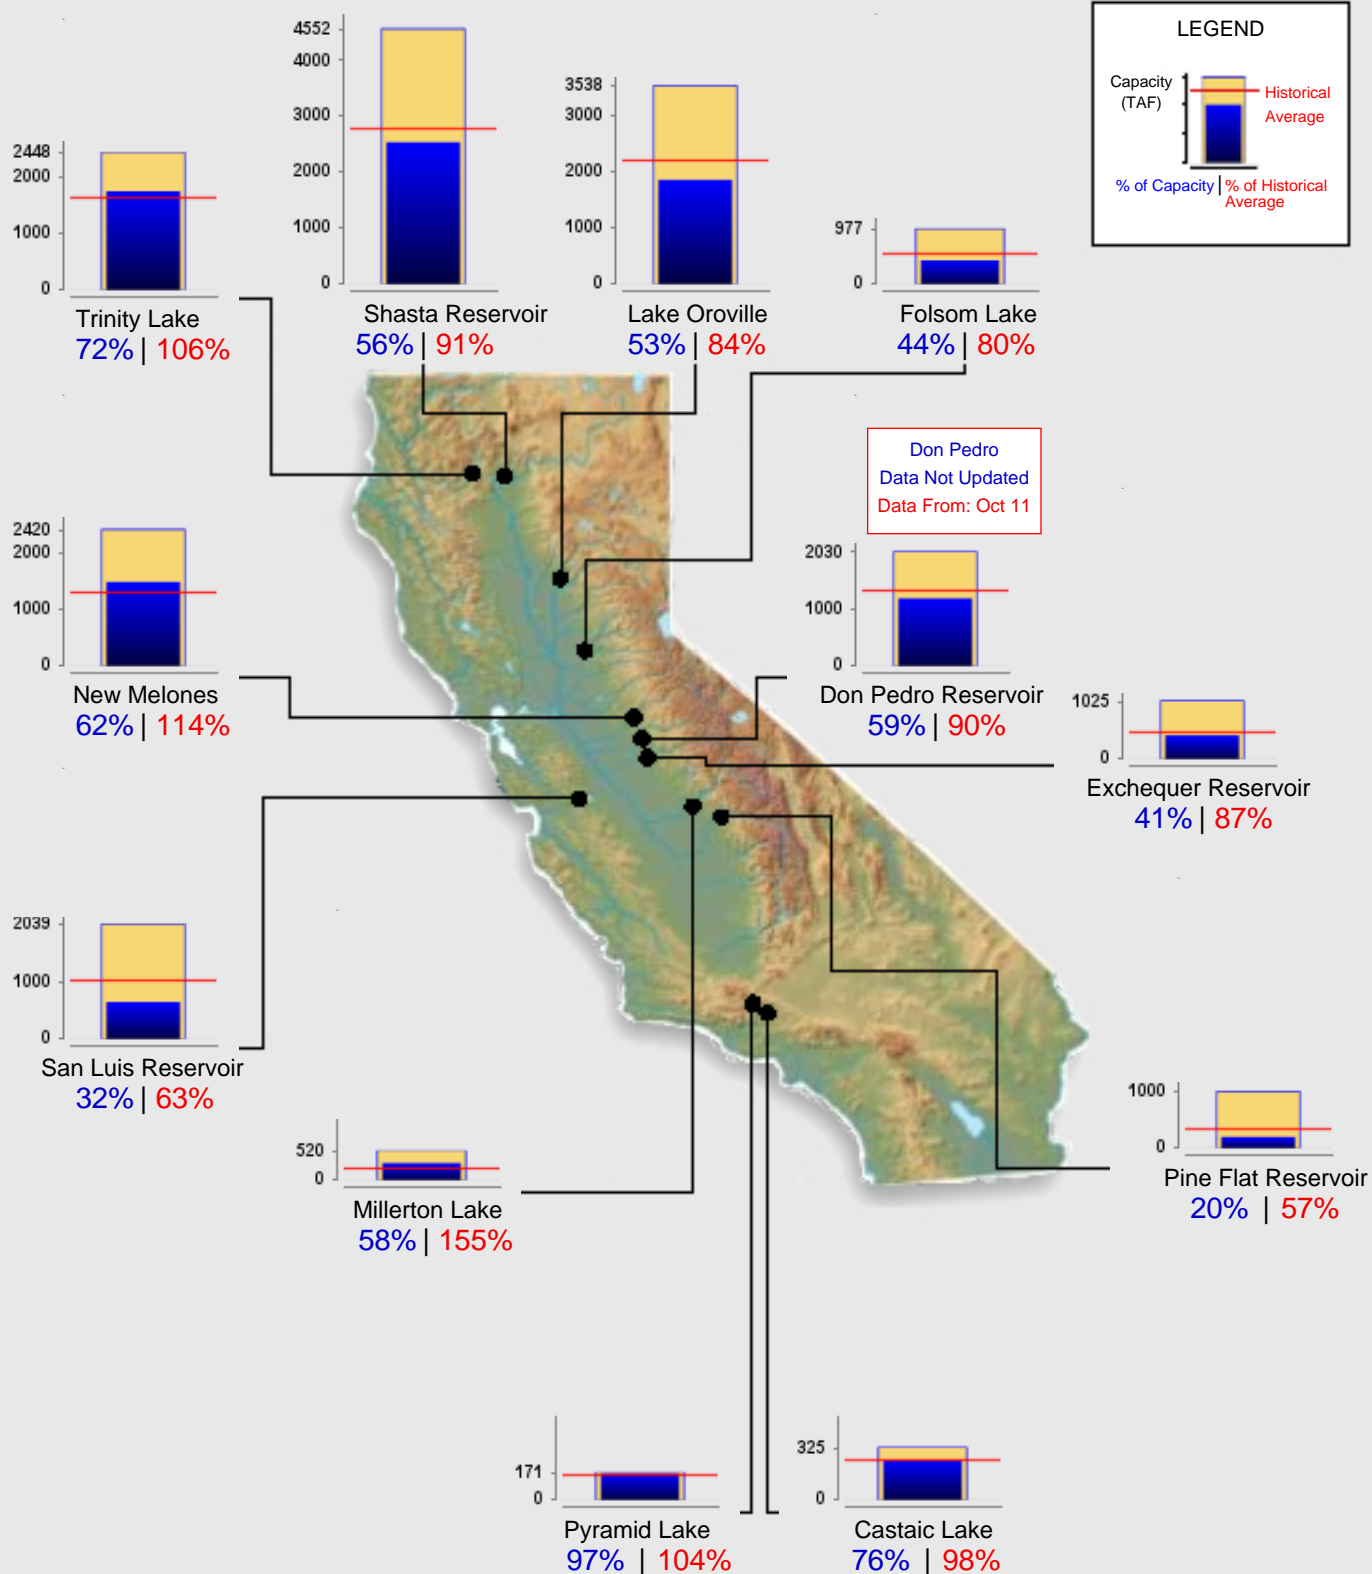 LEGEND
Capacity
(TAF)
Historical
Average
% of Capacity | % of Historical
Average
4552
4000
3000
2000
1000
0
Shasta Reservoir
56% | 91%
3538
3000
2000
1000
0
Lake Oroville
53% | 84%
2448
2000
1000
0
Trinity Lake
72% | 106%
977
0
Folsom Lake
44% | 80%
Don Pedro
Data Not Updated
Data From: Oct 11
2420
2000
1000
0
New Melones
62% | 114%
2030
1000
0
Don Pedro Reservoir
59% | 90%
1025
0
Exchequer Reservoir
41% | 87%
2039
1000
0
San Luis Reservoir
32% | 63%
520
0
Millerton Lake
58% | 155%
1000
0
Pine Flat Reservoir
20% | 57%
171
0
Pyramid Lake
97% | 104%
325
0
Castaic Lake
76% | 98%